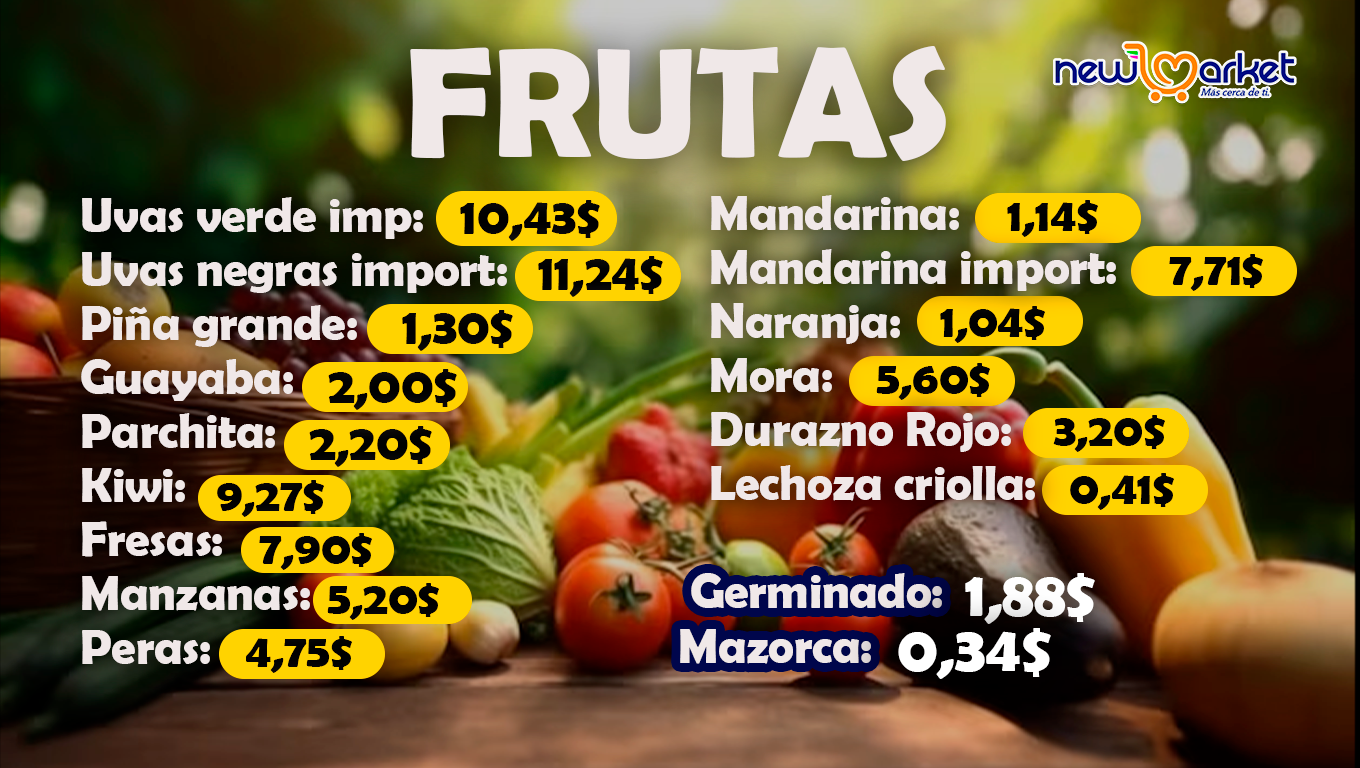 FRUTAS
newmarket
Más cerca de ti.
Uvas verde imp: 10,43$
Uvas negras import: 11,24$
Piña grande: 1,30$
Guayaba: 2,00$
Parchita: 2,20$
Kiwi: 9,27$
Fresas: 7,90$
Manzanas: 5,20$
Peras: 4,75$
Mandarina: 1,14$
Mandarina import: 7,71$
Naranja: 1,04$
Mora: 5,60$
Durazno Rojo: 3,20$
Lechoza criolla: 0,41$
Germinado: 1,88$
Mazorca: 0,34$